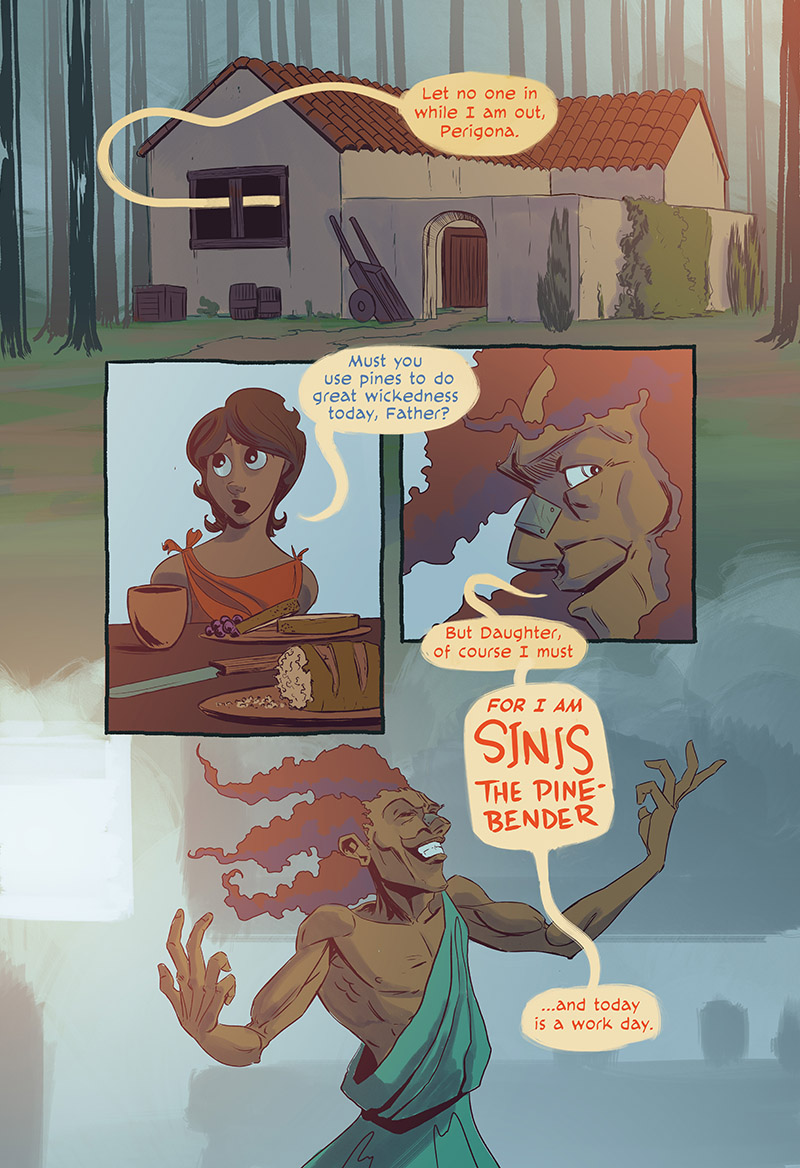 Let no one in
while I am out,
Perigona.
Must you
use pines to do
great wickedness
today, Father?
But Daughter,
of course I must
FOR I AM
SINIS
THE PINE-
BENDER
...and today
is a work day.